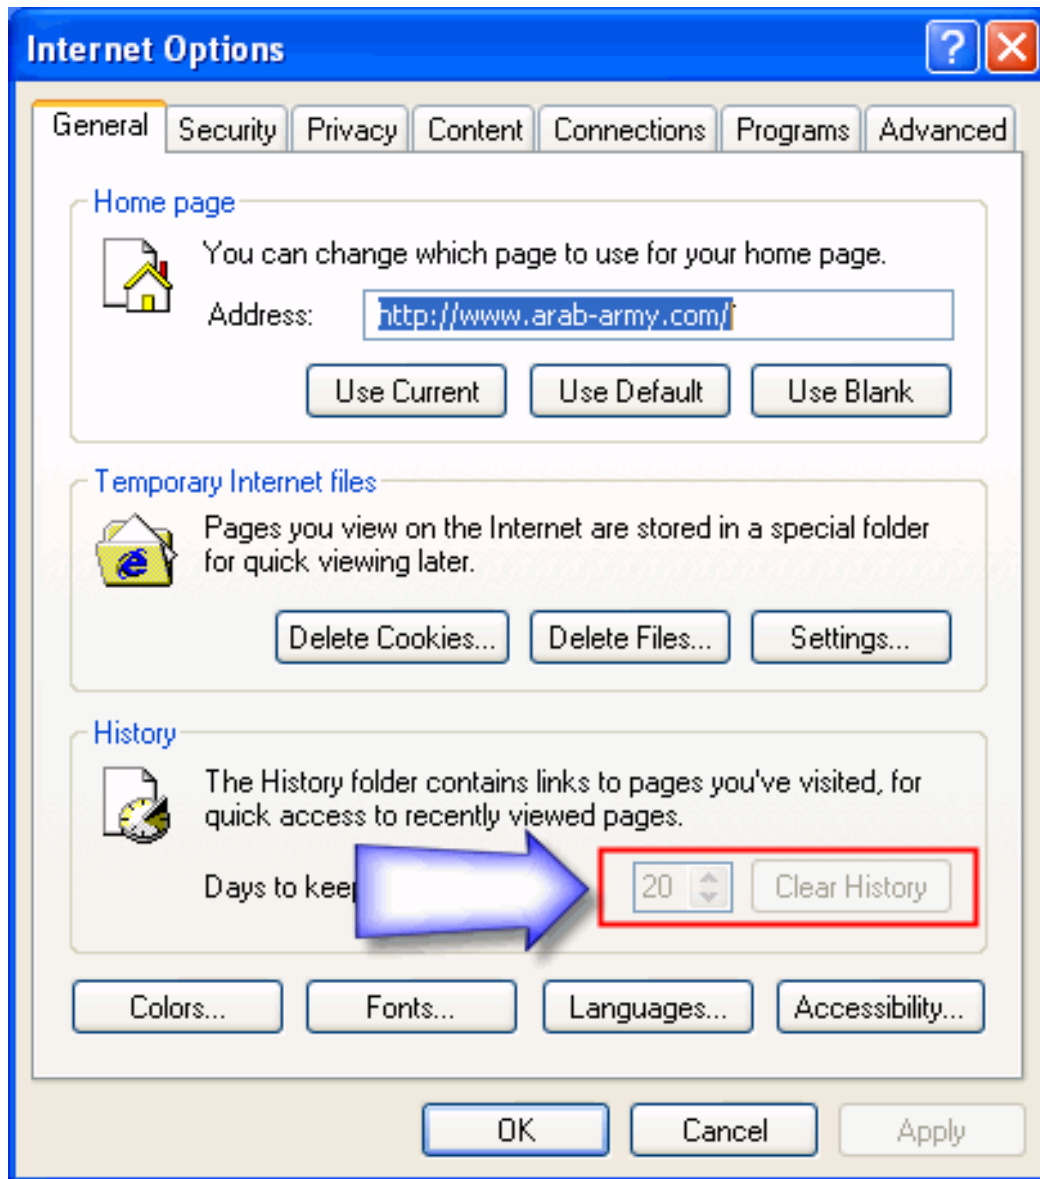 Internet Options
General Security Privacy Content Connections Programs Advanced
Home page
You can change which page to use for your home page.
Address: http://www.arab-army.com/
Use Current Use Default Use Blank
Temporary Internet files
Pages you view on the Internet are stored in a special folder
for quick viewing later.
Delete Cookies... Delete Files... Settings...
History
The History folder contains links to pages you've visited, for
quick access to recently viewed pages.
Days to keep 20 Clear History
Colors... Fonts... Languages... Accessibility...
OK Cancel Apply